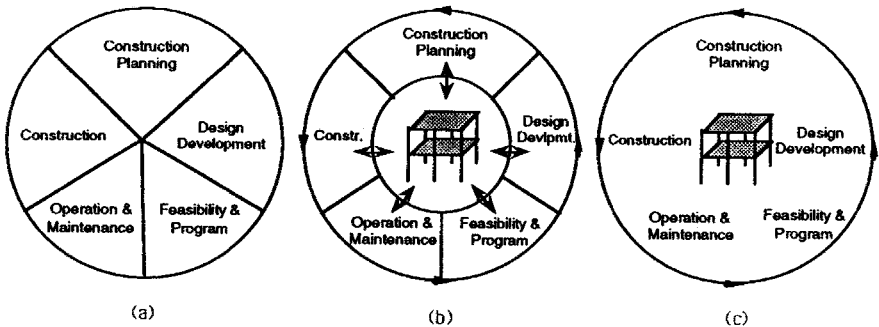 Construction
Planning
Construction
Design
Development
Operation &
Maintenance
Feasibility &
Program
(a)
Construction
Planning
Constr.
Design
Devlpmt.
Operation &
Maintenance
Feasibility &
Program
(b)
Construction
Planning
Construction
Design
Development
Operation &
Maintenance
Feasibility &
Program
(c)